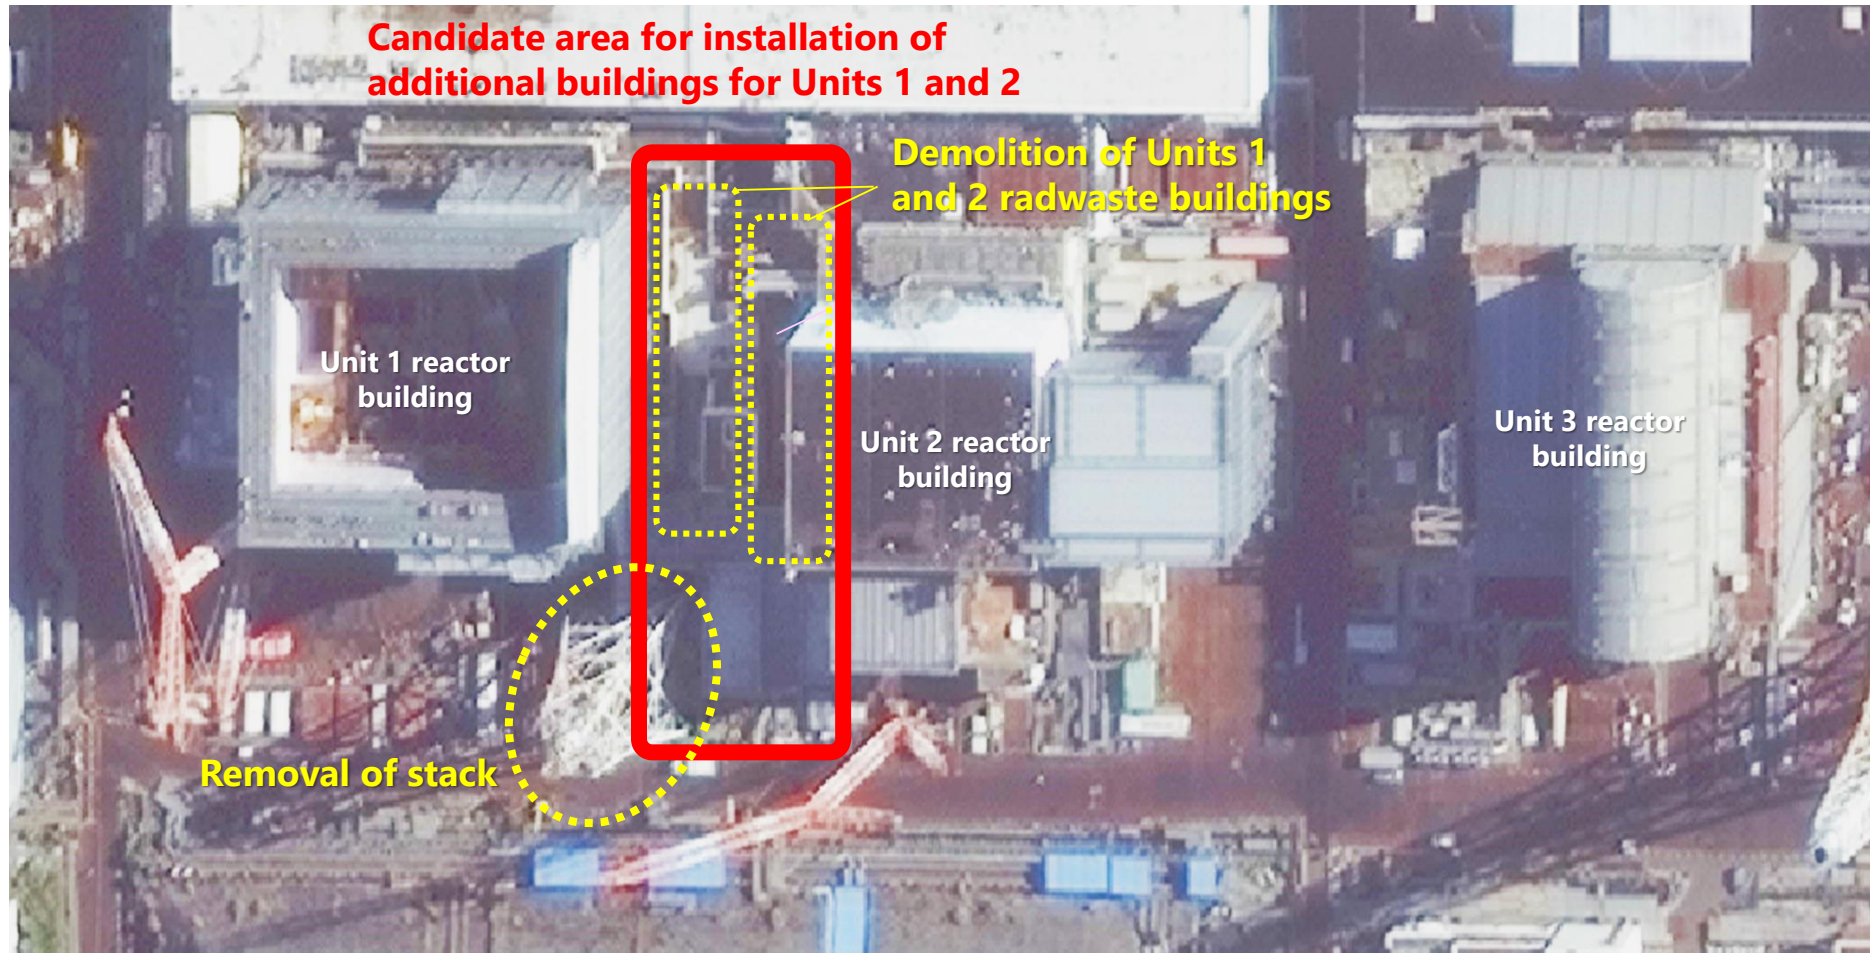 Candidate area for installation of
additional buildings for Units 1 and 2
Demolition of Units 1
and 2 radwaste buildings
Unit 1 reactor
building
Unit 2 reactor
building
Unit 3 reactor
building
Removal of stack